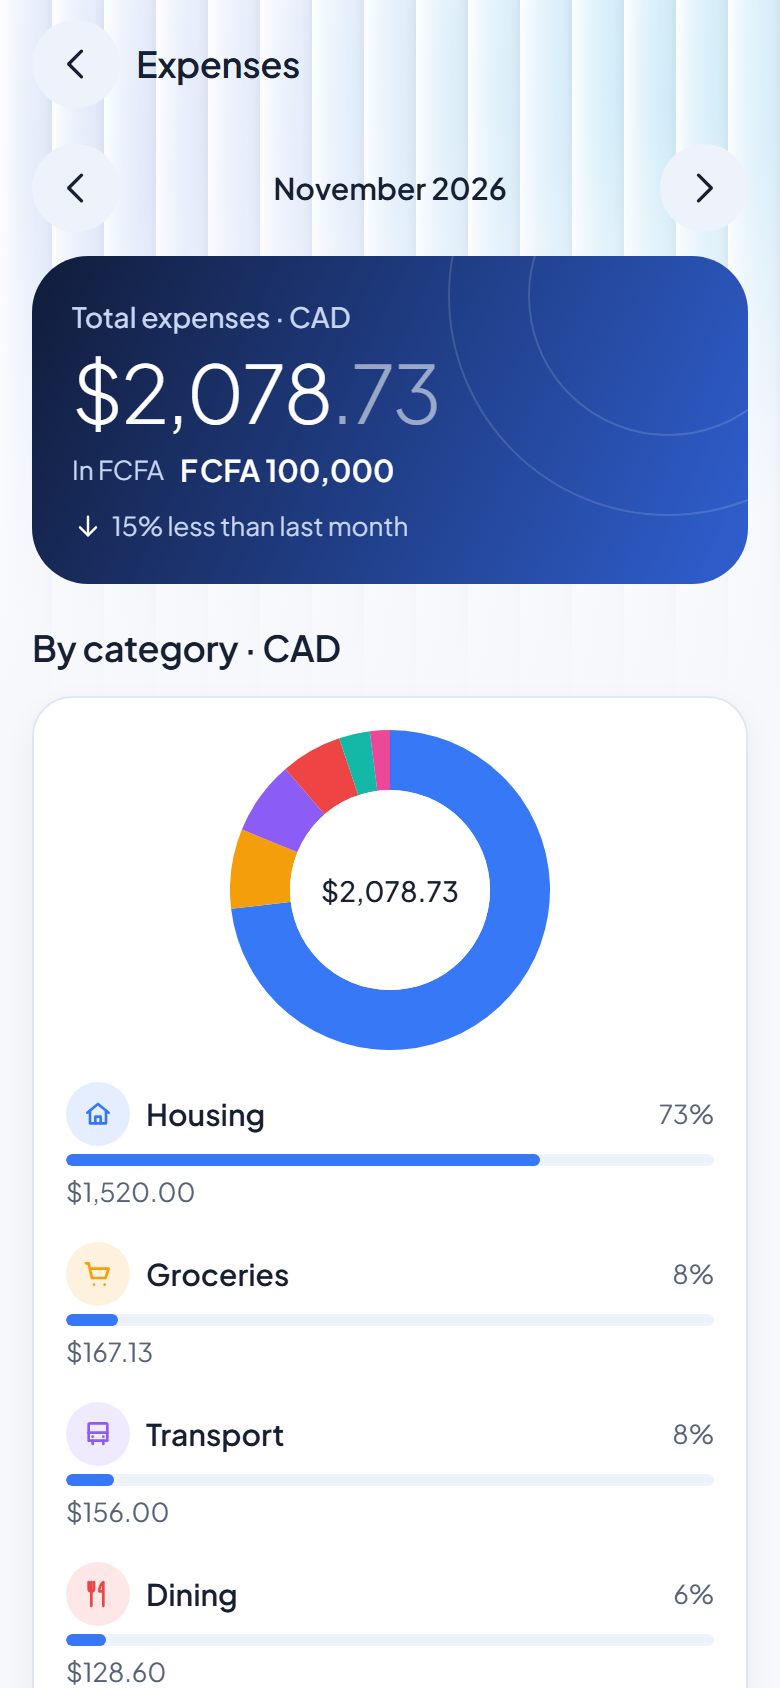 Expenses
November 2026
Total expenses · CAD
$2,078.73
In FCFA FCFA 100,000
15% less than last month
By category · CAD
$2,078.73
Housing 73%
$1,520.00
Groceries 8%
$167.13
Transport 8%
$156.00
Dining 6%
$128.60